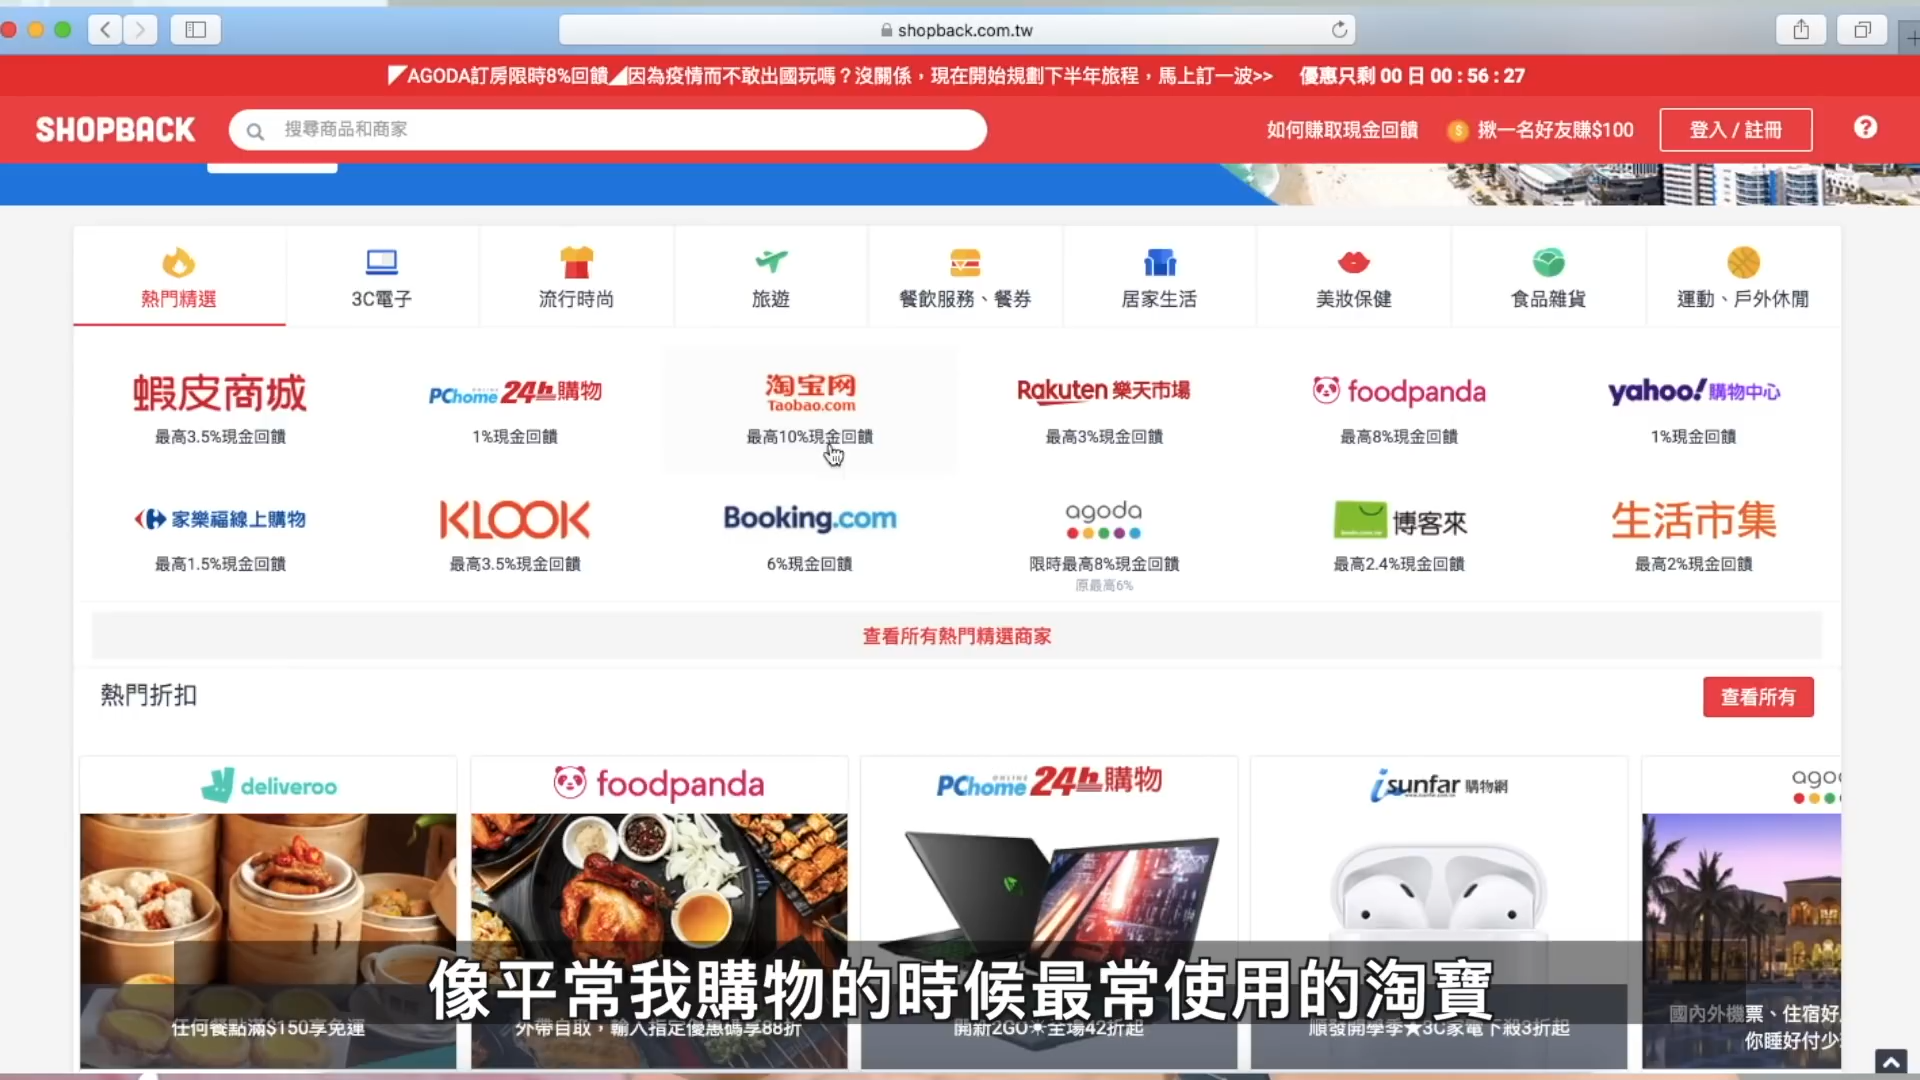 shopback.com.tw
◤AGODA訂房限時8%回饋◢因為疫情而不敢出國玩嗎？沒關係，現在開始規劃下半年旅程，馬上訂一波>> 優惠只剩 00 日 00 : 56 : 27
SHOPBACK
搜尋商品和商家
如何賺取現金回饋
$ 揪一名好友賺$100
登入 / 註冊
?
熱門精選
3C電子
流行時尚
旅遊
餐飲服務、餐券
居家生活
美妝保健
食品雜貨
運動、戶外休閒
蝦皮商城
PChome ONLINE 24h購物
淘宝网
Taobao.com
Rakuten 樂天市場
foodpanda
yahoo!購物中心
最高3.5%現金回饋
1%現金回饋
最高10%現金回饋
最高3%現金回饋
最高8%現金回饋
1%現金回饋
家樂福線上購物
KLOOK
Booking.com
agoda
博客來
生活市集
最高1.5%現金回饋
最高3.5%現金回饋
6%現金回饋
限時最高8%現金回饋
原最高6%
最高2.4%現金回饋
最高2%現金回饋
查看所有熱門精選商家
熱門折扣
查看所有
deliveroo
foodpanda
PChome ONLINE 24h購物
isunfar 購物網
ago
像平常我購物的時候最常使用的淘寶
任何餐點滿$150享免運
外帶自取，輸入指定優惠碼享88折
開新2GO☀全場42折起
順發開學季★3C家電下殺3折起
國內外機票、住宿好
你睡好付少